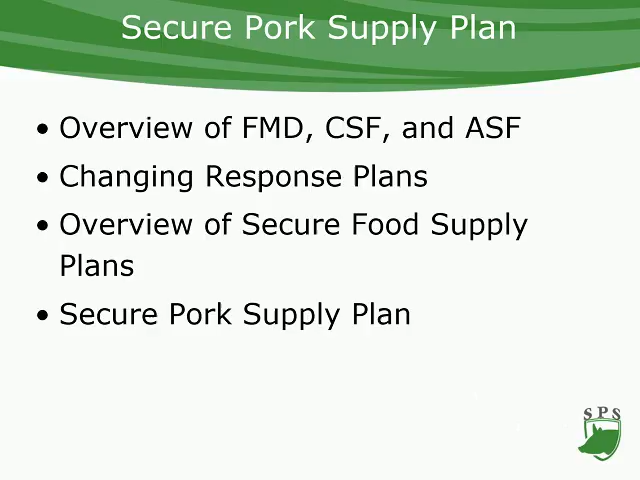 Secure Pork Supply Plan
• Overview of FMD, CSF, and ASF
• Changing Response Plans
• Overview of Secure Food Supply
Plans
• Secure Pork Supply Plan
SPS